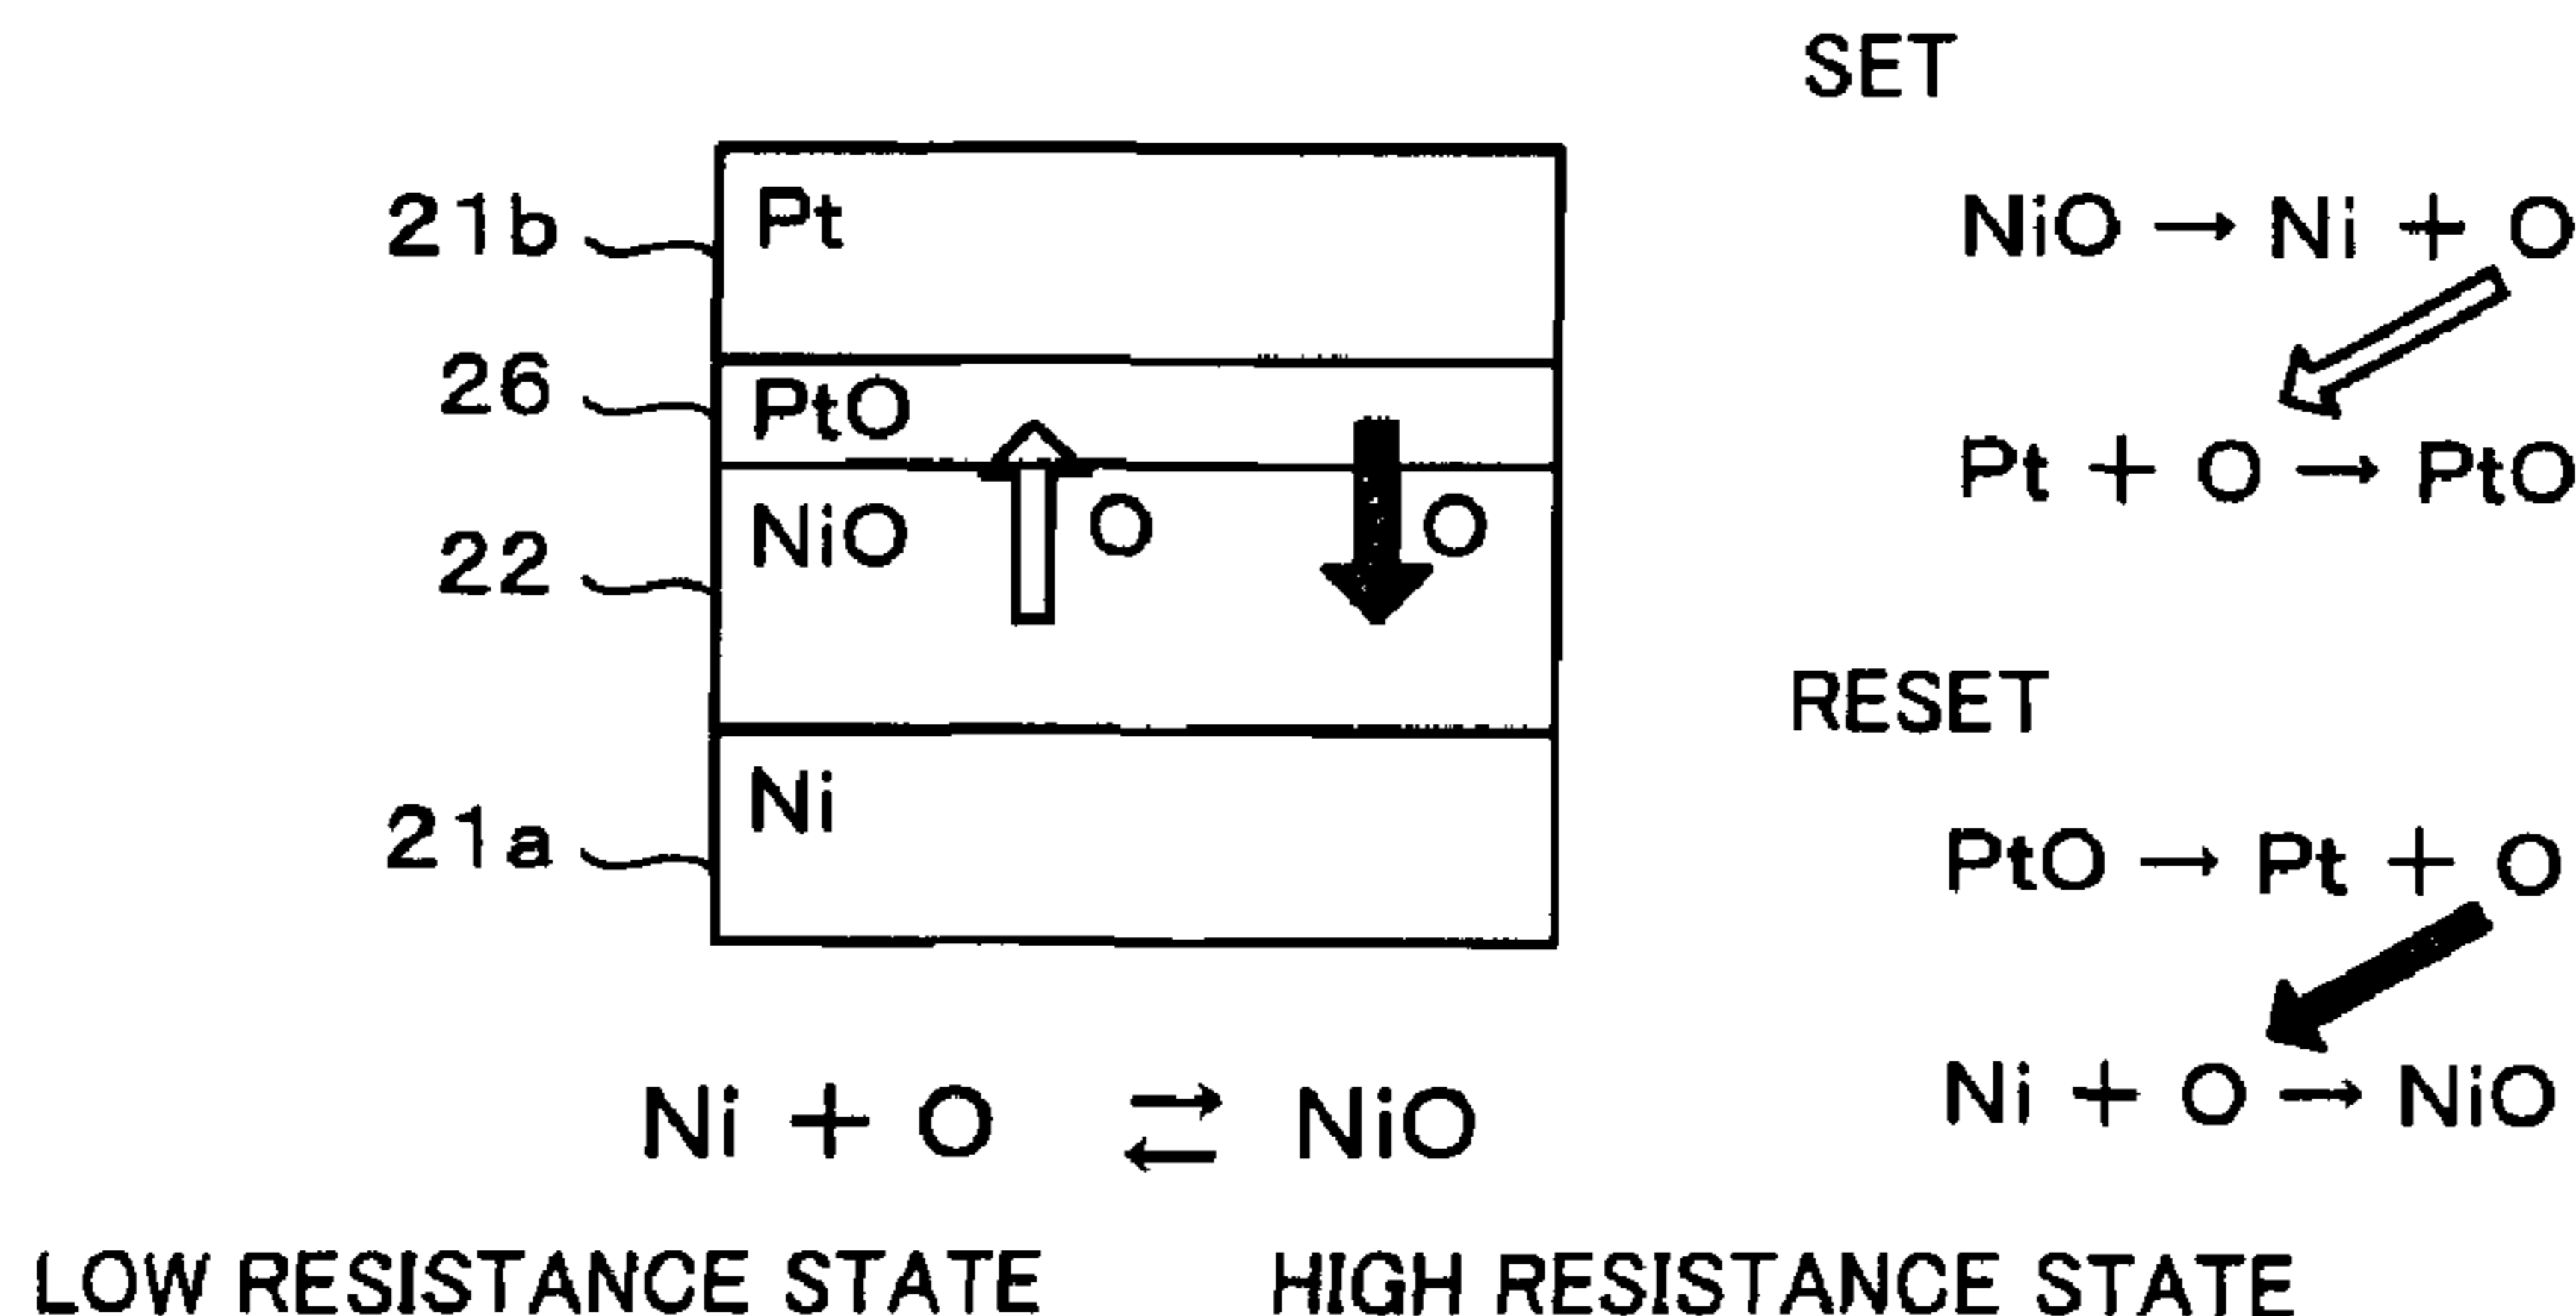 SET
NiO → Ni + O
Pt + O → PtO
RESET
PtO → Pt + O
Ni + O → NiO
21b
Pt
26
PtO
22
NiO
O
O
21a
Ni
Ni + O ⇄ NiO
LOW RESISTANCE STATE
HIGH RESISTANCE STATE